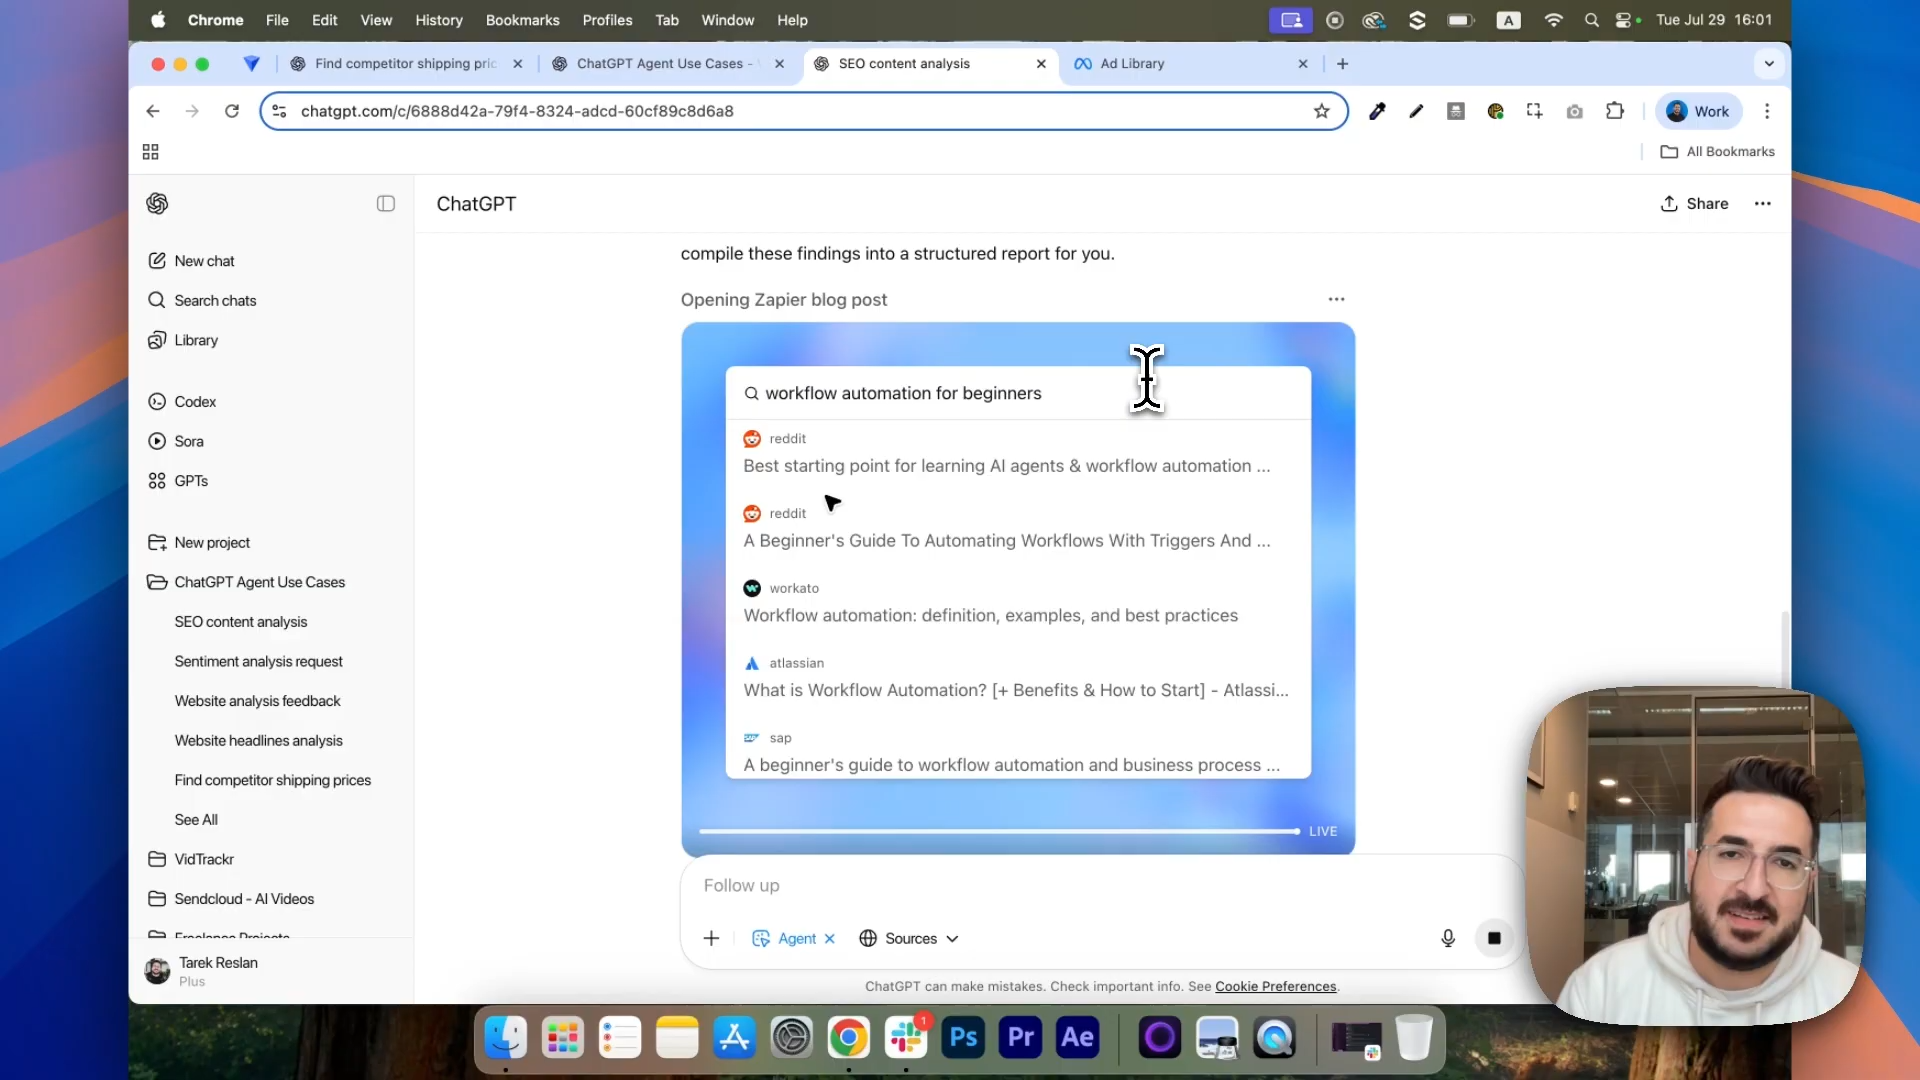 Chrome File Edit View History Bookmarks Profiles Tab Window Help A Tue Jul 29 16:01
Find competitor shipping pric
ChatGPT Agent Use Cases -
SEO content analysis
Ad Library
chatgpt.com/c/6888d42a-79f4-8324-adcd-60cf89c8d6a8
Work
All Bookmarks
ChatGPT
Share
New chat
Search chats
Library
Codex
Sora
GPTs
New project
ChatGPT Agent Use Cases
SEO content analysis
Sentiment analysis request
Website analysis feedback
Website headlines analysis
Find competitor shipping prices
See All
VidTrackr
Sendcloud - AI Videos
Freelance Projects
Tarek Reslan
Plus
compile these findings into a structured report for you.
Opening Zapier blog post
workflow automation for beginners
reddit
Best starting point for learning AI agents & workflow automation ...
reddit
A Beginner's Guide To Automating Workflows With Triggers And ...
workato
Workflow automation: definition, examples, and best practices
atlassian
What is Workflow Automation? [+ Benefits & How to Start] - Atlassi...
sap
A beginner's guide to workflow automation and business process ...
LIVE
Follow up
Agent
Sources
ChatGPT can make mistakes. Check important info. See Cookie Preferences.
1
Ps
Pr
Ae